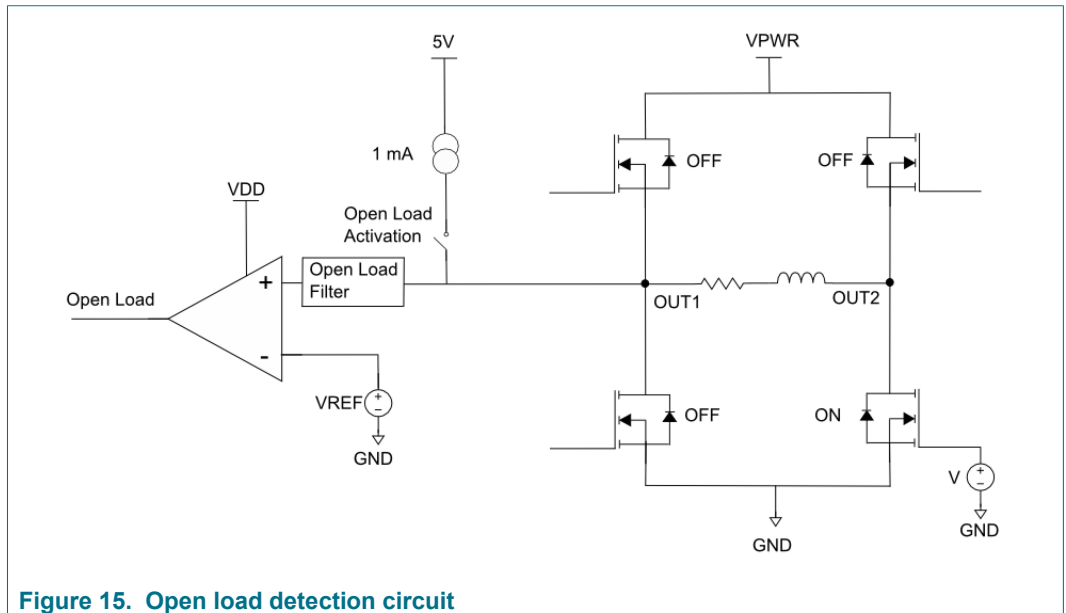 5V
VPWR
1 mA
OFF
OFF
VDD
Open Load
Activation
+
Open Load
Filter
Open Load
OUT1
OUT2
-
VREF
+
-
GND
OFF
ON
V
+
-
GND
GND
Figure 15. Open load detection circuit